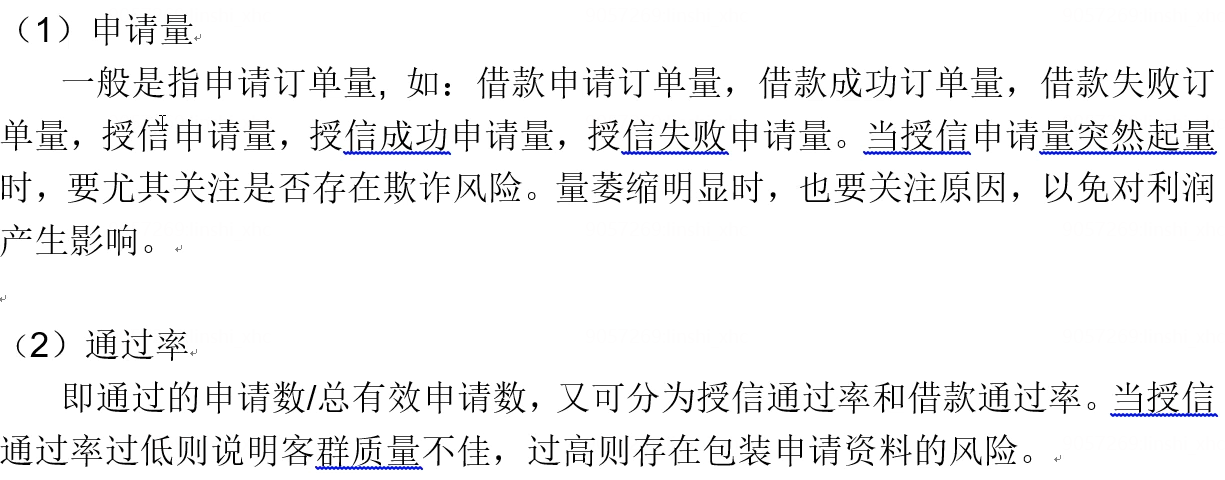 （1）申请量
一般是指申请订单量, 如：借款申请订单量，借款成功订单量，借款失败订
单量，授信申请量，授信成功申请量，授信失败申请量。当授信申请量突然起量
时，要尤其关注是否存在欺诈风险。量萎缩明显时，也要关注原因，以免对利润
产生影响。
（2）通过率
即通过的申请数/总有效申请数，又可分为授信通过率和借款通过率。当授信
通过率过低则说明客群质量不佳，过高则存在包装申请资料的风险。